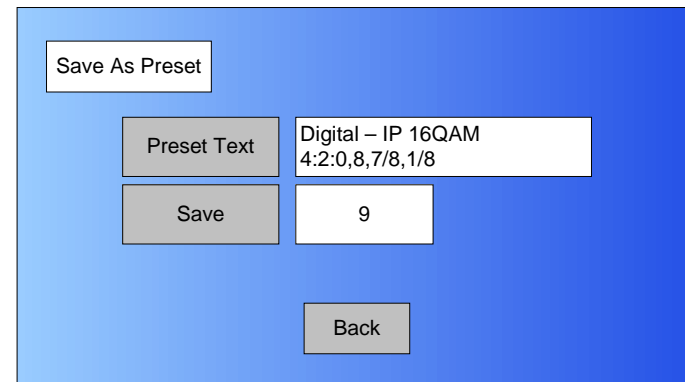 Save As Preset
Preset Text
Digital – IP 16QAM
4:2:0,8,7/8,1/8
Save
9
Back